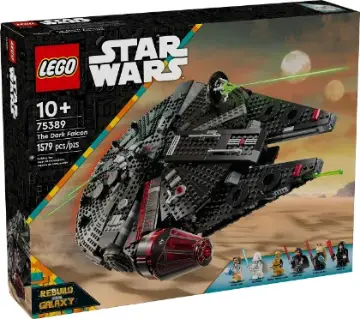 LEGO
STAR
WARS
10+
75389
The Dark Falcon
1579 pcs/pzs
REBUILD
THE
GALAXY